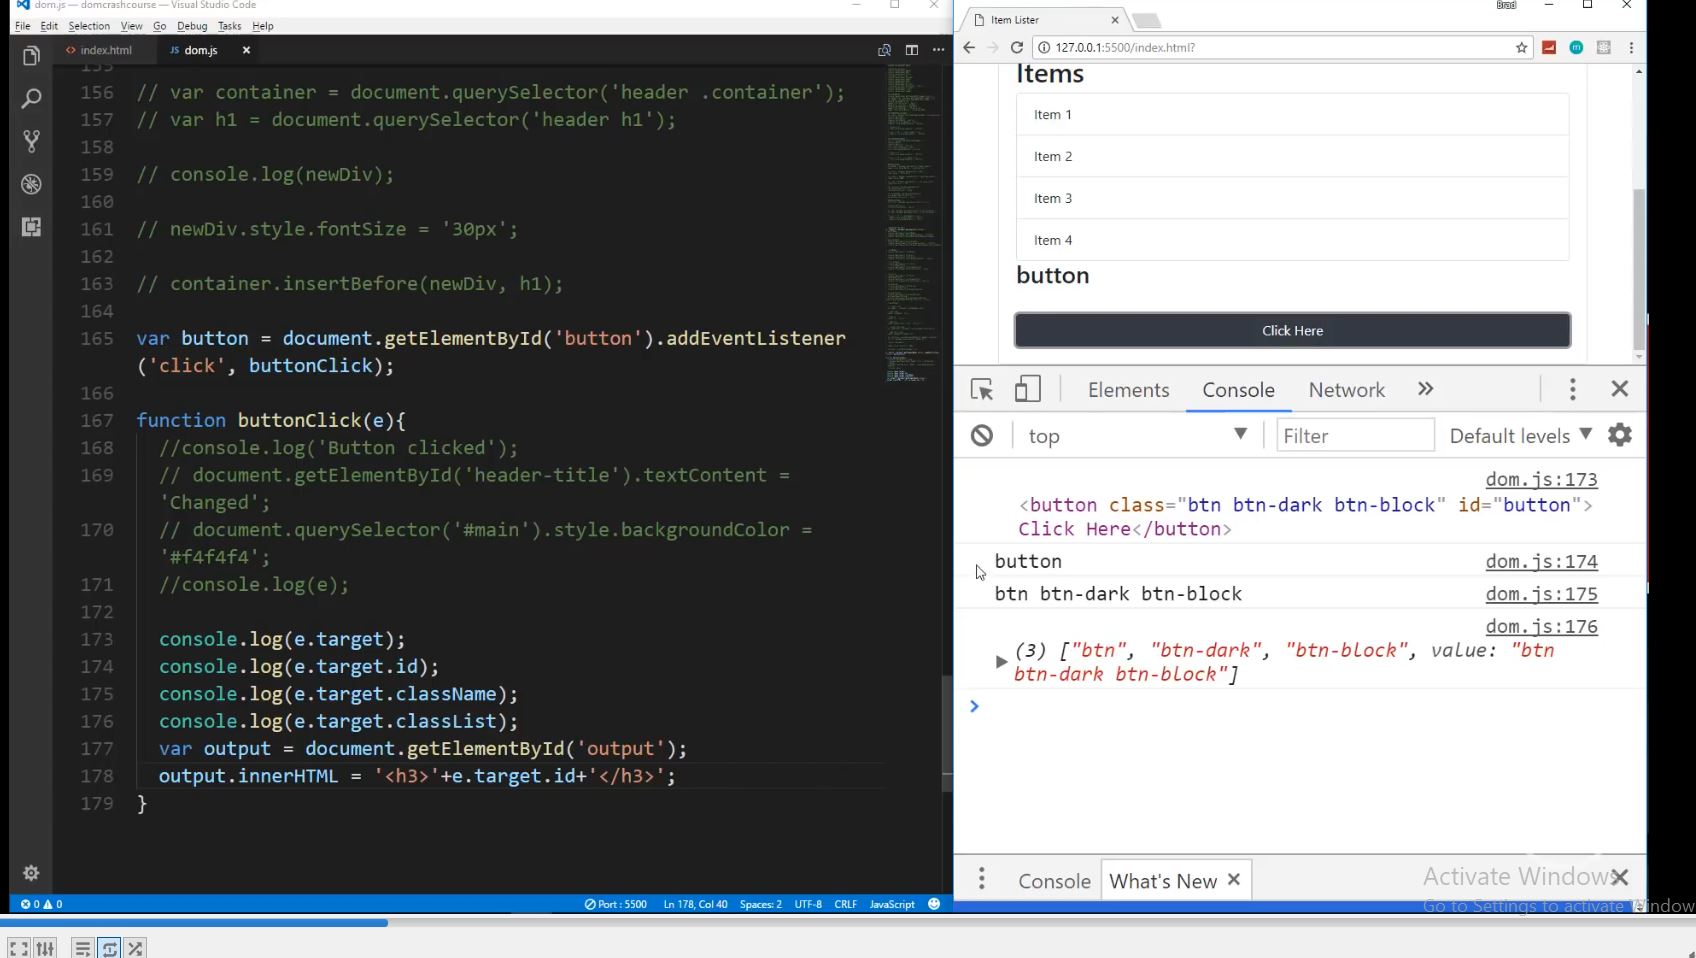 dom.js — domcrashcourse — Visual Studio Code
File Edit Selection View Go Debug Tasks Help
<> index.html JS dom.js ×
155
156 // var container = document.querySelector('header .container');
157 // var h1 = document.querySelector('header h1');
158
159 // console.log(newDiv);
160
161 // newDiv.style.fontSize = '30px';
162
163 // container.insertBefore(newDiv, h1);
164
165 var button = document.getElementById('button').addEventListener
('click', buttonClick);
166
167 function buttonClick(e){
168 //console.log('Button clicked');
169 // document.getElementById('header-title').textContent =
'Changed';
170 // document.querySelector('#main').style.backgroundColor =
'#f4f4f4';
171 //console.log(e);
172
173 console.log(e.target);
174 console.log(e.target.id);
175 console.log(e.target.className);
176 console.log(e.target.classList);
177 var output = document.getElementById('output');
178 output.innerHTML = '<h3>'+e.target.id+'</h3>';
179 }
0 0 Port : 5500 Ln 178, Col 40 Spaces: 2 UTF-8 CRLF JavaScript
Item Lister
Brad
127.0.0.1:5500/index.html?
Items
Item 1
Item 2
Item 3
Item 4
button
Click Here
Elements Console Network »
top Filter Default levels
dom.js:173
<button class="btn btn-dark btn-block" id="button">
Click Here</button>
button dom.js:174
btn btn-dark btn-block dom.js:175
dom.js:176
(3) ["btn", "btn-dark", "btn-block", value: "btn
btn-dark btn-block"]
Console What's New ×
Activate Windows
Go to Settings to activate Window